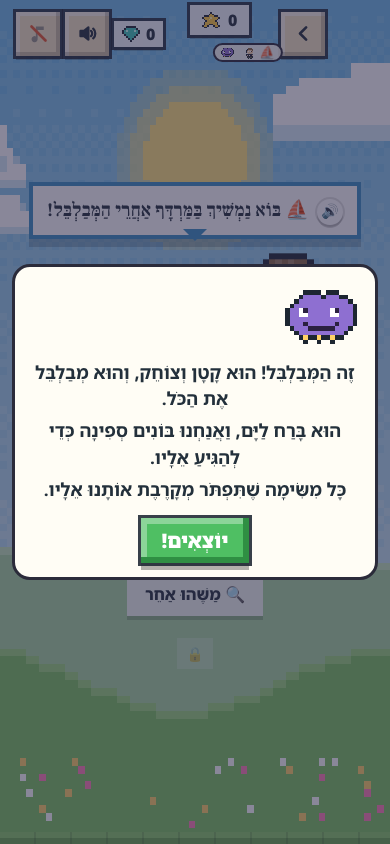 0
0
בּוֹא נַמְשִׁיךְ בַּמִּרְדָּף אַחֲרֵי הַמְּבַלְבֵּל!
זֶה הַמְּבַלְבֵּל! הוּא קָטָן וְצוֹחֵק, וְהוּא מְבַלְבֵּל
אֶת הַכֹּל.
הוּא בָּרַח לַיָּם, וַאֲנַחְנוּ בּוֹנִים סְפִינָה כְּדֵי
לְהַגִּיעַ אֵלָיו.
כָּל מְשִׂימָה שֶׁתִּפְתֹּר מְקָרֶבֶת אוֹתָנוּ אֵלָיו.
יוֹצְאִים!
מַשֶּׁהוּ אַחֵר